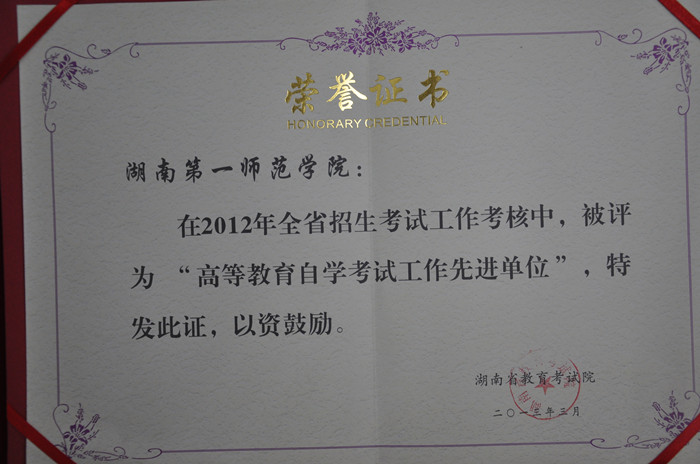 荣誉证书
HONORARY CREDENTIAL
湖南第一师范学院：
在2012年全省招生考试工作考核中，被评
为“高等教育自学考试工作先进单位”，特
发此证，以资鼓励。
湖南省教育考试院
二〇一三年三月